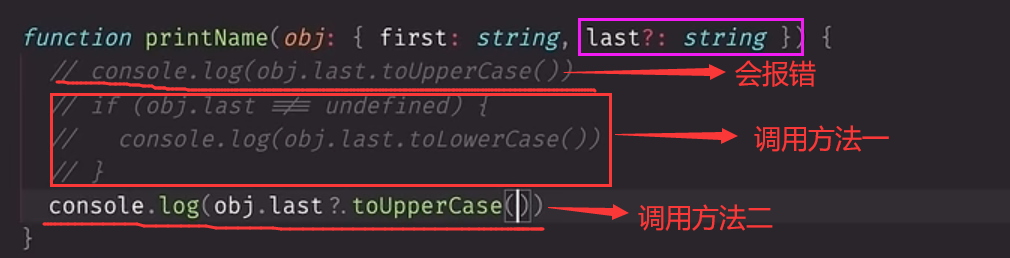 function printName(obj: { first: string, last?: string }) {
// console.log(obj.last.toUpperCase()) 会报错
// if (obj.last !== undefined) {
//   console.log(obj.last.toLowerCase()) 调用方法一
// }
console.log(obj.last?.toUpperCase()) 调用方法二
}